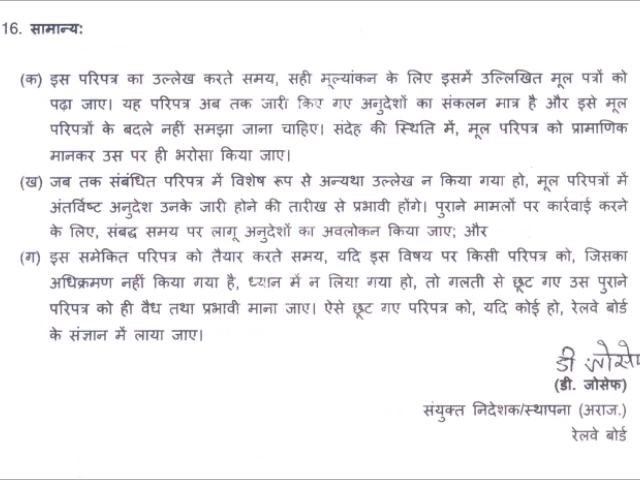 16. सामान्य:
(क) इस परिपत्र का उल्लेख करते समय, सही मूल्यांकन के लिए इसमें उल्लिखित मूल पत्रों को
पढ़ा जाए। यह परिपत्र अब तक जारी किए गए अनुदेशों का संकलन मात्र है और इसे मूल
परिपत्रों के बदले नहीं समझा जाना चाहिए। संदेह की स्थिति में, मूल परिपत्र को प्रामाणिक
मानकर उस पर ही भरोसा किया जाए।
(ख) जब तक संबंधित परिपत्र में विशेष रूप से अन्यथा उल्लेख न किया गया हो, मूल परिपत्रों में
अंतर्विष्ट अनुदेश उनके जारी होने की तारीख से प्रभावी होंगे। पुराने मामलों पर कार्रवाई करने
के लिए, संबद्ध समय पर लागू अनुदेशों का अवलोकन किया जाए; और
(ग) इस समेकित परिपत्र को तैयार करते समय, यदि इस विषय पर किसी परिपत्र को, जिसका
अधिक्रमण नहीं किया गया है, ध्यान में न लिया गया हो, तो गलती से छूट गए उस पुराने
परिपत्र को ही वैध तथा प्रभावी माना जाए। ऐसे छूट गए परिपत्र को, यदि कोई हो, रेलवे बोर्ड
के संज्ञान में लाया जाए।
डी जोसेफ
(डी. जोसेफ)
संयुक्त निदेशक/स्थापना (अराज.)
रेलवे बोर्ड